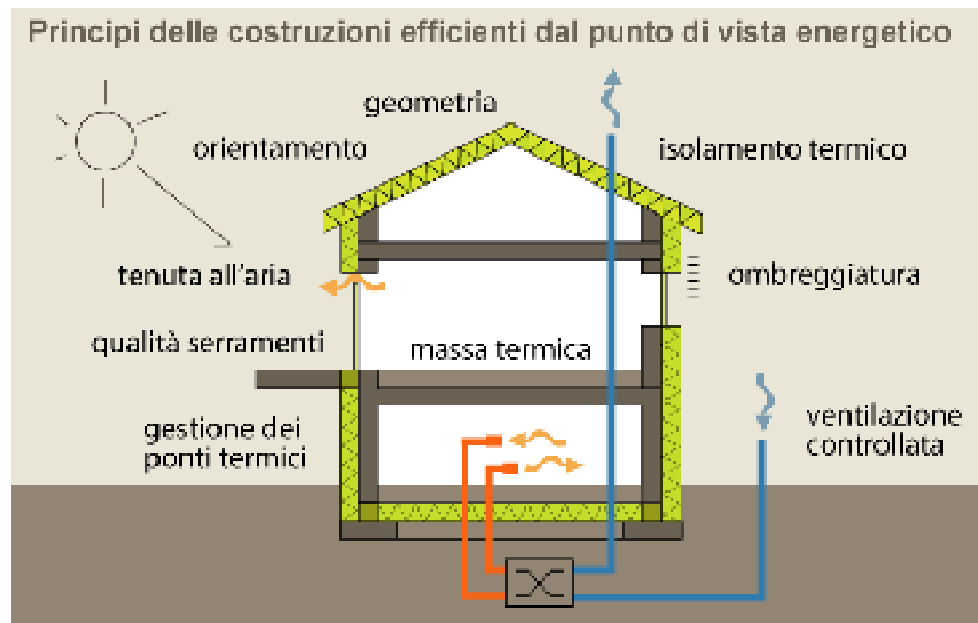 Principi delle costruzioni efficienti dal punto di vista energetico
geometria
orientamento
isolamento termico
tenuta all'aria
ombreggiatura
qualità serramenti
massa termica
gestione dei
ponti termici
ventilazione
controllata